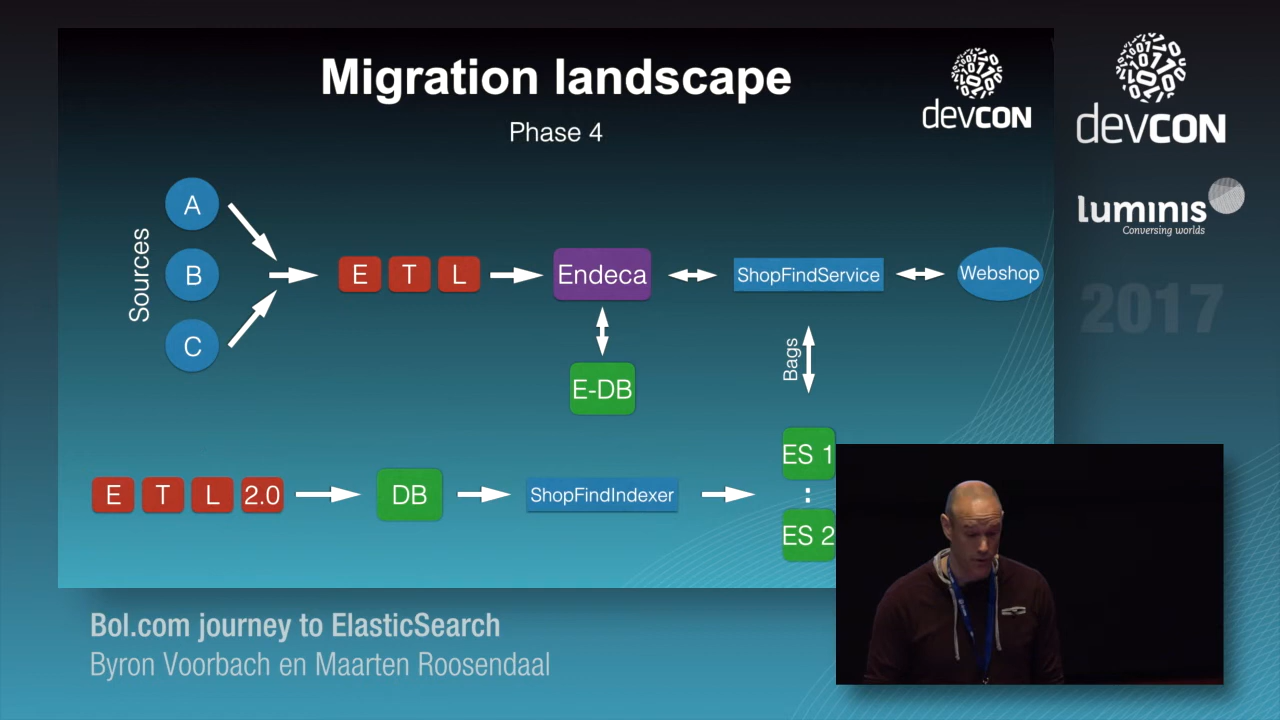 Migration landscape
Phase 4
devcon
devcon
luminis
Conversing worlds
2017
Sources
A
B
C
E T L
Endeca
ShopFindService
Webshop
E-DB
Bags
E T L 2.0
DB
ShopFindIndexer
ES 1
:
ES 2
Bol.com journey to ElasticSearch
Byron Voorbach en Maarten Roosendaal